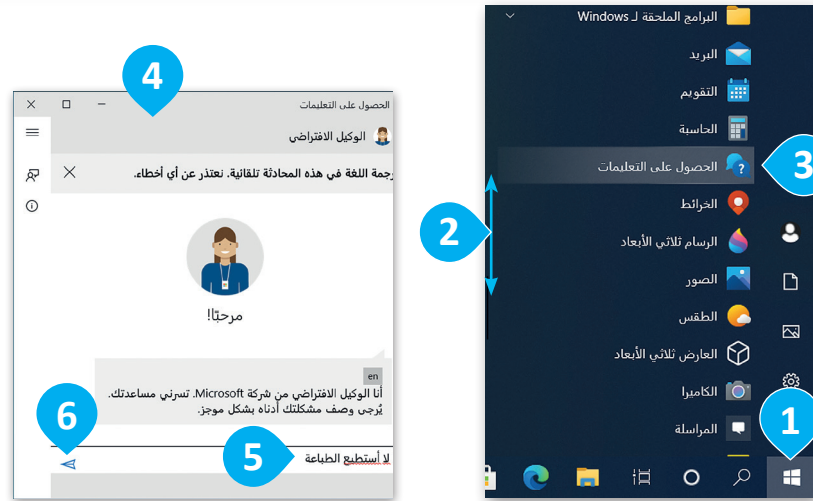 البرامج الملحقة لـ Windows
البريد
التقويم
الحاسبة
الحصول على التعليمات
3
الخرائط
2
الرسام ثلاثي الأبعاد
الصور
الطقس
العارض ثلاثي الأبعاد
الكاميرا
1
المراسلة
4
الحصول على التعليمات
الوكيل الافتراضي
رجمة اللغة في هذه المحادثة تلقائية. نعتذر عن أي أخطاء.
مرحبًا!
en
أنا الوكيل الافتراضي من شركة Microsoft. تسرني مساعدتك.
يُرجى وصف مشكلتك أدناه بشكل موجز.
6
5
لا أستطيع الطباعة